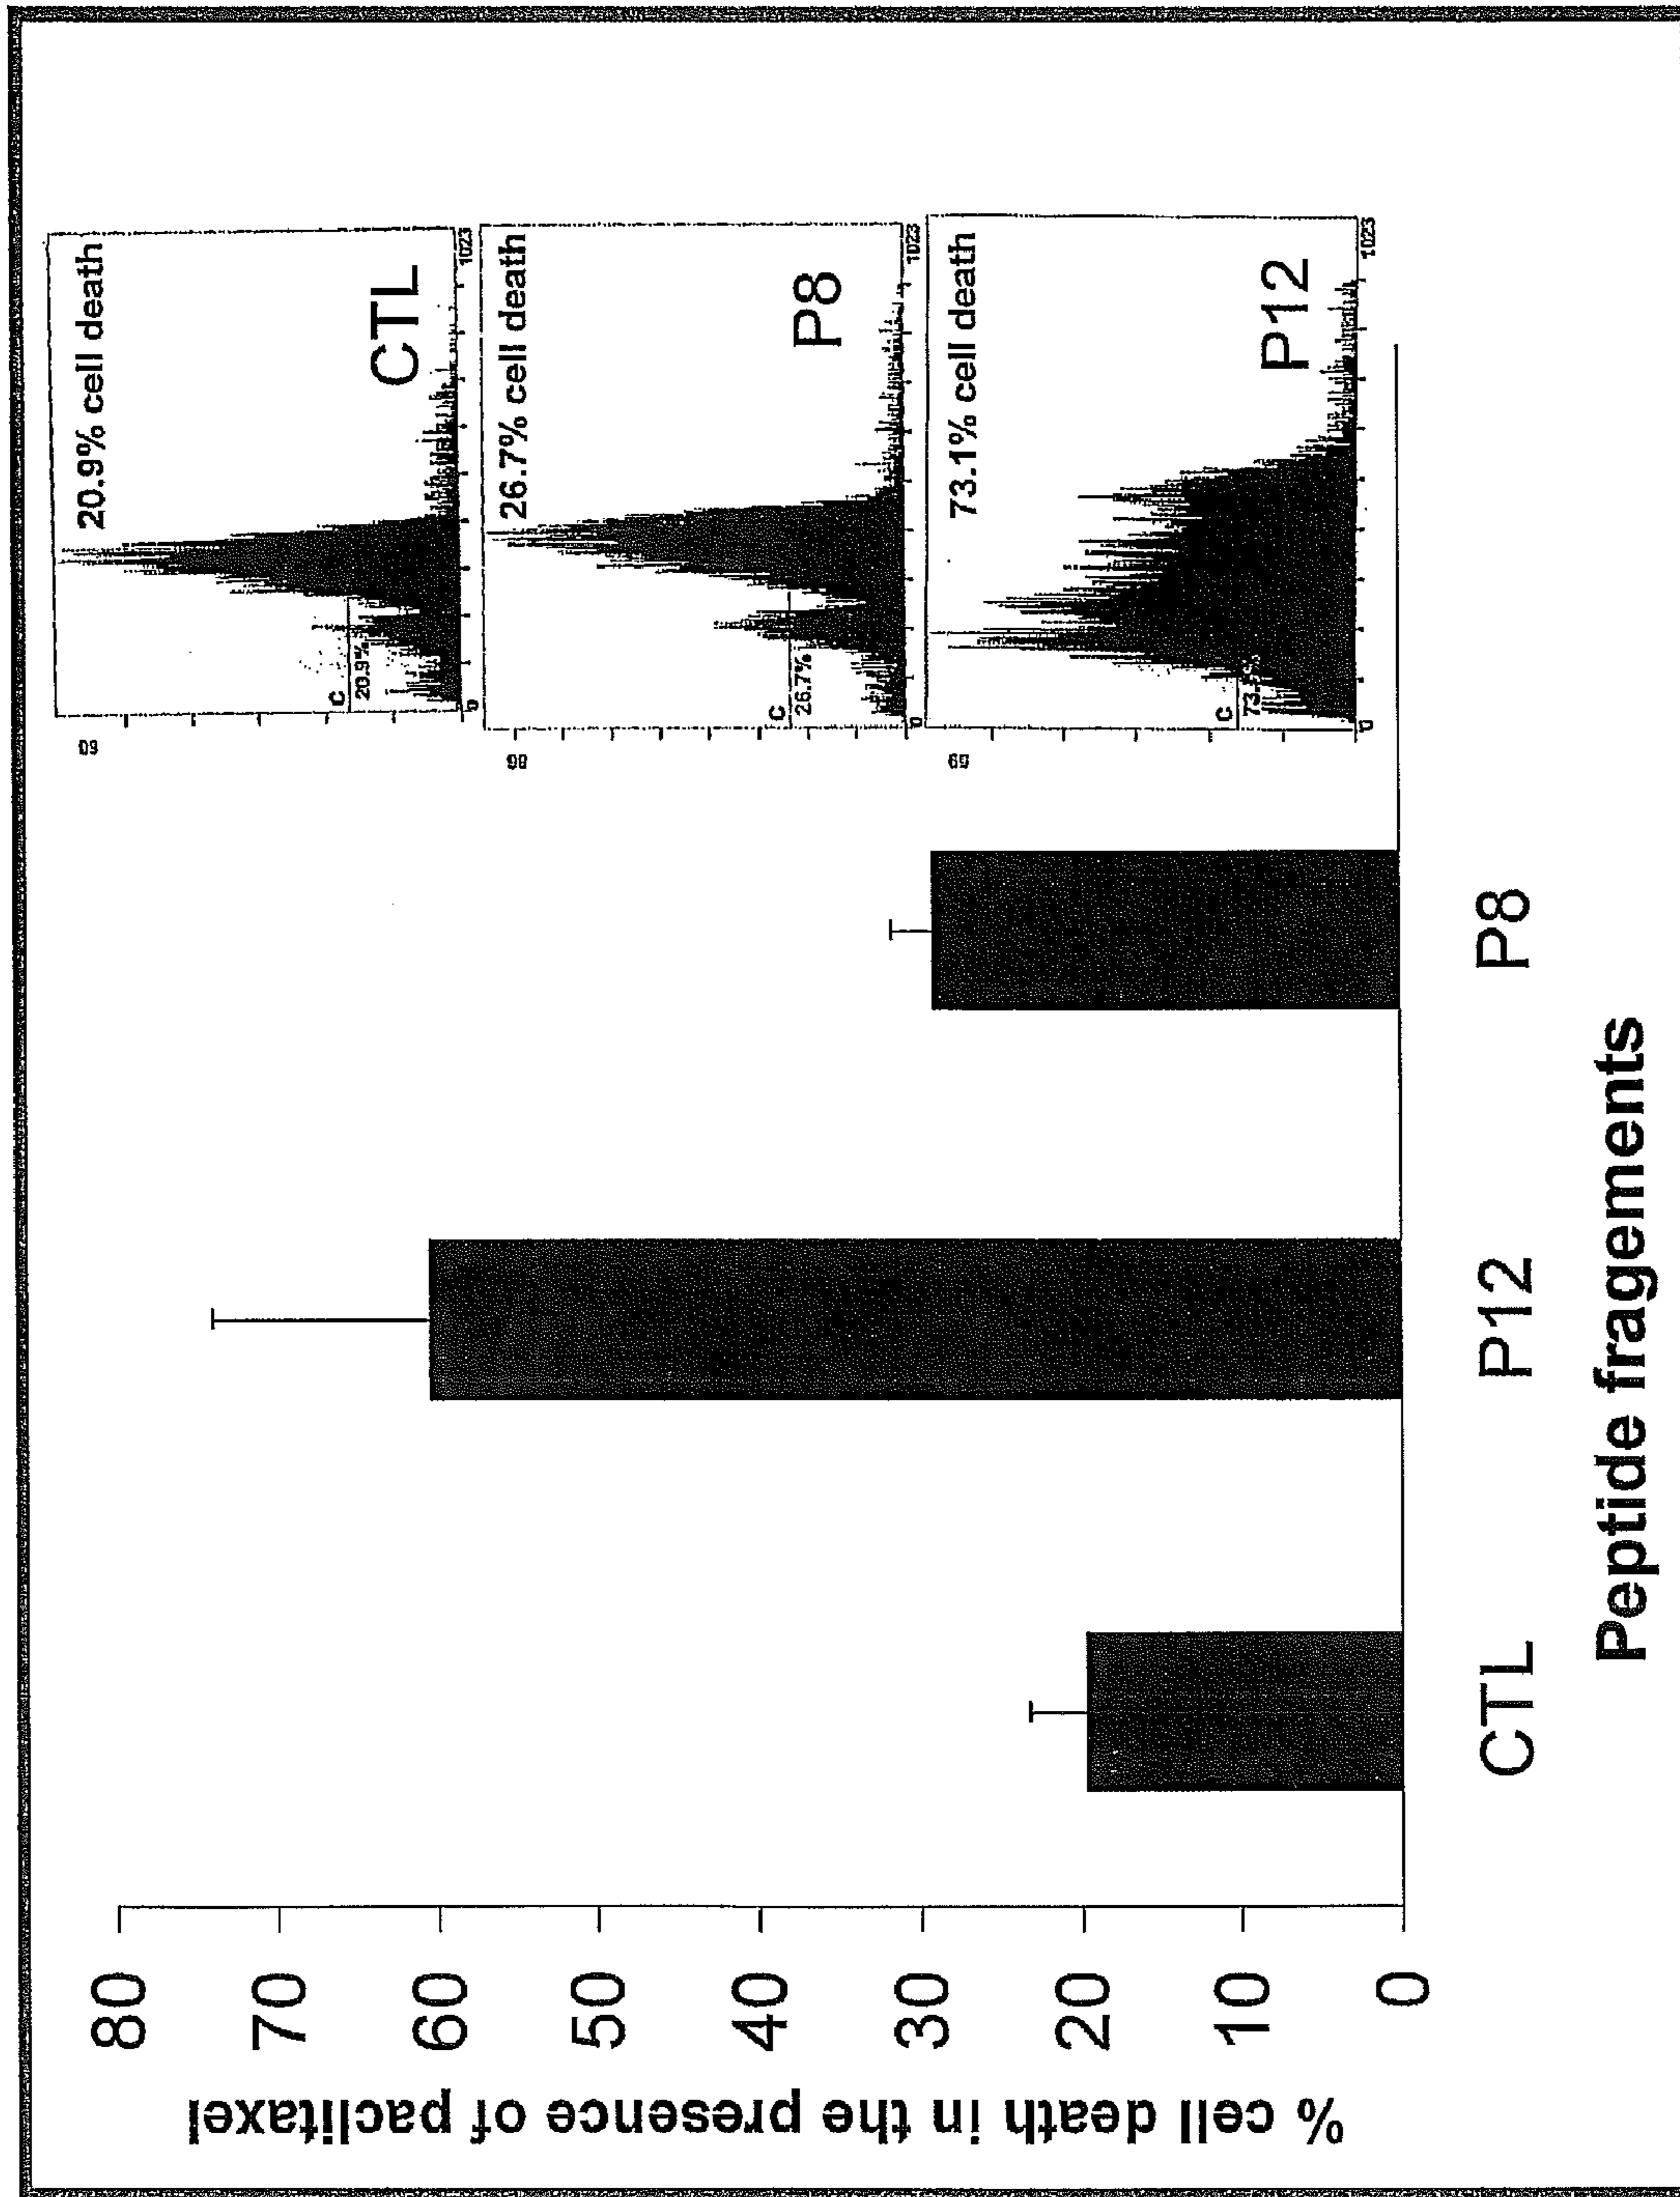 % cell death in the presence of paclitaxel
80
70
60
50
40
30
20
10
0
CTL
P12
P8
Peptide fragements
60
20.9% cell death
C
20.9%
CTL
0
1023
26.7% cell death
C
26.7%
P8
0
1023
73.1% cell death
C
P12
0
1023